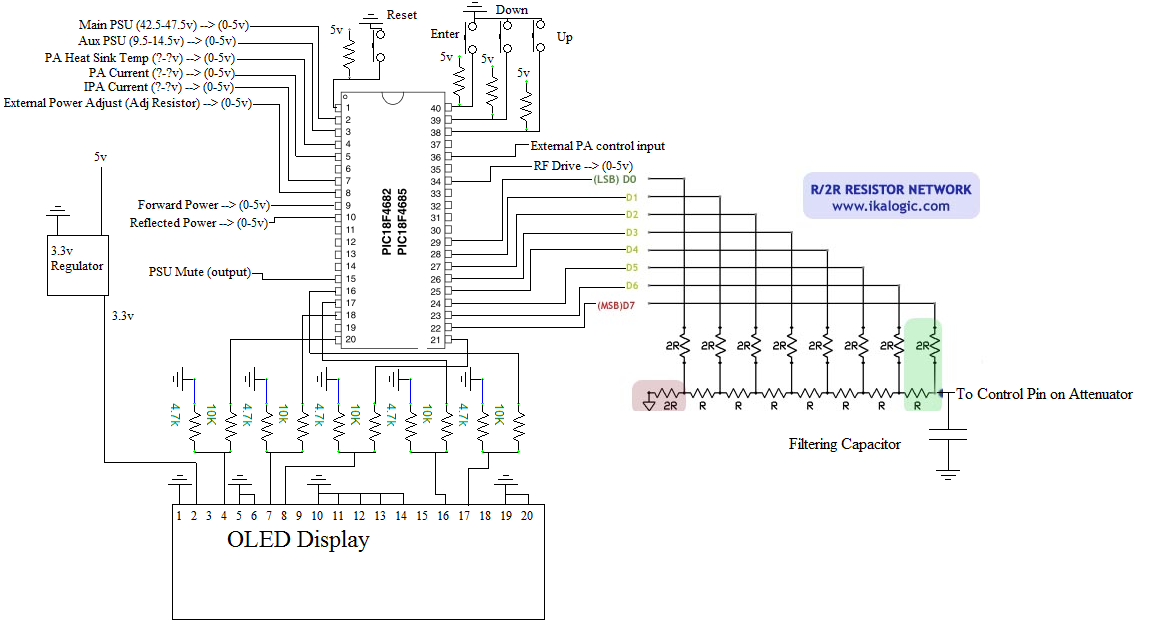 Main PSU (42.5-47.5v) --> (0-5v)
Aux PSU (9.5-14.5v) --> (0-5v)
PA Heat Sink Temp (?-?v) --> (0-5v)
PA Current (?-?v) --> (0-5v)
IPA Current (?-?v) --> (0-5v)
External Power Adjust (Adj Resistor) --> (0-5v)
5v
Reset
Enter
Down
Up
5v
5v
5v
1
2
3
4
5
6
7
8
9
10
11
12
13
14
15
16
17
18
19
20
PIC18F4682
PIC18F4685
40
39
38
37
36
35
34
33
32
31
30
29
28
27
26
25
24
23
22
21
External PA control input
RF Drive --> (0-5v)
(LSB) D0
D1
D2
D3
D4
D5
D6
(MSB)D7
R/2R RESISTOR NETWORK
www.ikalogic.com
5v
3.3v
Regulator
3.3v
Forward Power --> (0-5v)
Reflected Power --> (0-5v)
PSU Mute (output)
2R 2R 2R 2R 2R 2R 2R 2R
2R R R R R R R R
To Control Pin on Attenuator
Filtering Capacitor
4.7k 10K 4.7k 10k 4.7k 10K 4.7k 10K 4.7k 10k
1 2 3 4 5 6 7 8 9 10 11 12 13 14 15 16 17 18 19 20
OLED Display